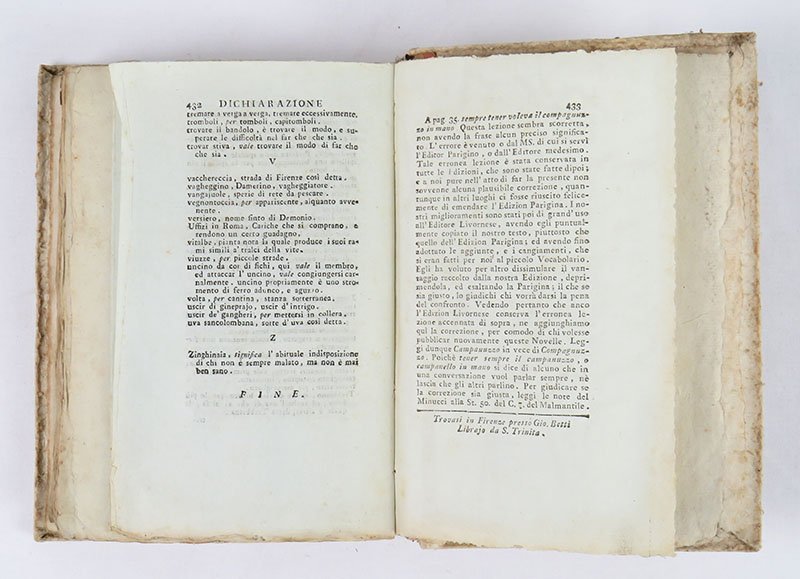 432 DICHIARAZIONE
tremare a verga a verga, tremare eccessivamente.
tromboli, per tomboli, capitomboli.
trovare il bandolo, è trovare il modo, e su-
perare le difficoltà nel far che che sia.
trovar stiva, vale trovare il modo di far che
che sia.
V
vacchereccia, strada di Firenze così detta.
vagheggino, Damerino, vagheggiatore.
vangajuole, spezie di rete da pescare.
vegnontoccia, per appariscente, alquanto avve-
nente.
versiero, nome finto di Demonio.
Uffizi in Roma, Cariche che si comprano, e
rendono un certo guadagno.
vitalbe, pianta nota la quale produce i suoi ra-
mi simili a' tralci della vite.
viuzze, per piccole strade.
uncino da cor di fichi, qui vale il membro,
ed attaccar l'uncino, vale congiungersi car-
nalmente. uncino propriamente è uno stro-
mento di ferro adunco, e aguzzo.
volta, per cantina, stanza sotterranea.
uscir di gineprajo, uscir d'intrigo.
uscir de' gangheri, per mettersi in collera.
uva sancolombana, sorte d'uva così detta.
Z
Zinghinaia, significa l'abituale indisposizione
di chi non è sempre malato, ma non è mai
ben sano.
FINE.
433
A pag. 35. sempre tener voleva il compagnuz-
zo in mano Questa lezione sembra scorretta,
non avendo la frase alcun preciso significa-
to. L'errore è venuto o dal MS. di cui si servì
l'Editor Parigino, o dall'Editore medesimo.
Tale erronea lezione è stata conservata in
tutte le Edizioni, che sono state fatte dipoi;
e a noi pure nell'atto di far la presente non
sovvenne alcuna plausibile correzione, quan-
tunque in altri luoghi ci fosse riuscito felice-
mente di emendare l'Edizion Parigina. I no-
stri miglioramenti sono stati poi di grand'uso
all'Editore Livornese, avendo egli puntual-
mente copiato il nostro testo, piuttosto che
quello dell'Edizion Parigina; ed avendo fino
adottato le aggiunte, e i cangiamenti, che
si eran fatti per noi al piccolo Vocabolario.
Egli ha voluto per altro dissimulare il van-
taggio raccolto dalla nostra Edizione, depri-
mendola, ed esaltando la Parigina; il che se
sia giusto, lo giudichi chi vorrà darsi la pena
del confronto. Vedendo pertanto che anco
l'Edizion Livornese conserva l'erronea le-
zione accennata di sopra, ne aggiunghiamo
quì la correzione, per comodo di chi volesse
pubblicar nuovamente queste Novelle. Leg-
gi dunque Campanuzzo in vece di Compagnuz-
zo. Poichè tener sempre il campanuzzo, o
campanello in mano si dice di alcuno che in
una conversazione vuol parlar sempre, nè
lascia che gli altri parlino. Per giudicare se
la correzione sia giusta, leggi le note del
Minucci alla St. 50. del C. 7. del Malmantile.
Trovasi in Firenze presso Gio. Betti
Librajo da S. Trinita.